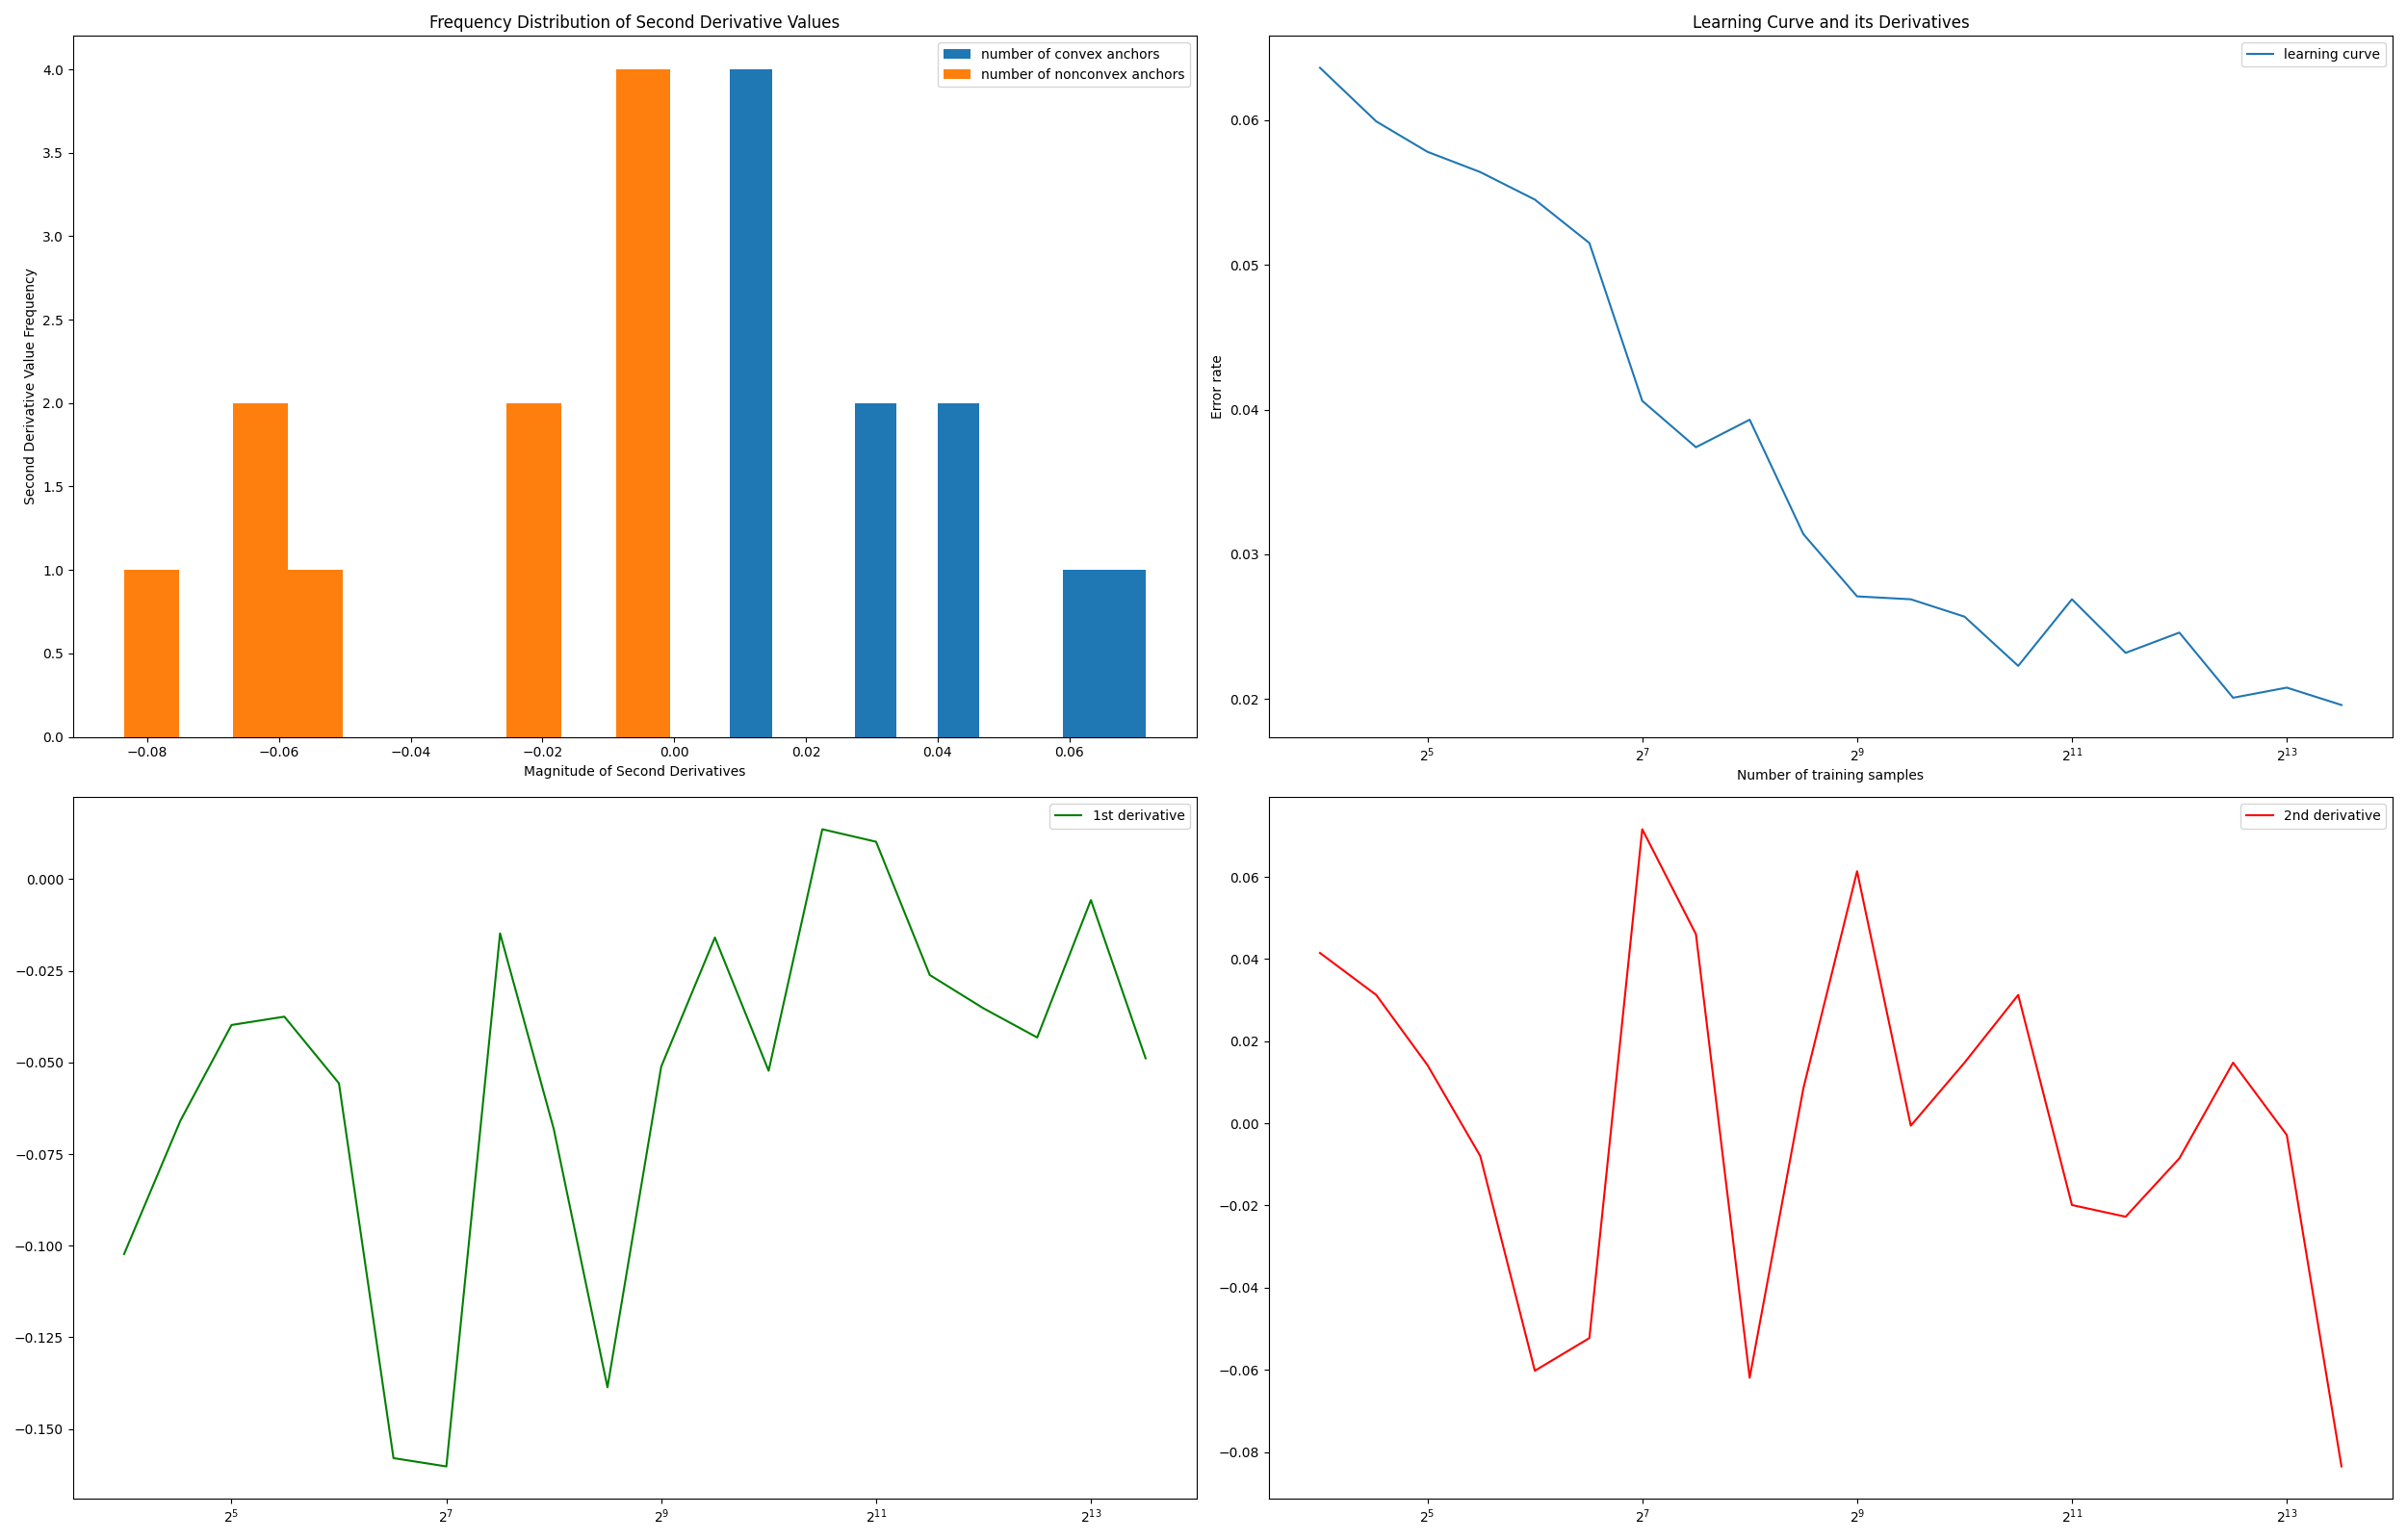 Frequency Distribution of Second Derivative Values
number of convex anchors
number of nonconvex anchors
Second Derivative Value Frequency
4.0
3.5
3.0
2.5
2.0
1.5
1.0
0.5
0.0
−0.08 −0.06 −0.04 −0.02 0.00 0.02 0.04 0.06
Magnitude of Second Derivatives
Learning Curve and its Derivatives
learning curve
Error rate
0.06
0.05
0.04
0.03
0.02
2^5 2^7 2^9 2^11 2^13
Number of training samples
1st derivative
0.000
−0.025
−0.050
−0.075
−0.100
−0.125
−0.150
2^5 2^7 2^9 2^11 2^13
2nd derivative
0.06
0.04
0.02
0.00
−0.02
−0.04
−0.06
−0.08
2^5 2^7 2^9 2^11 2^13